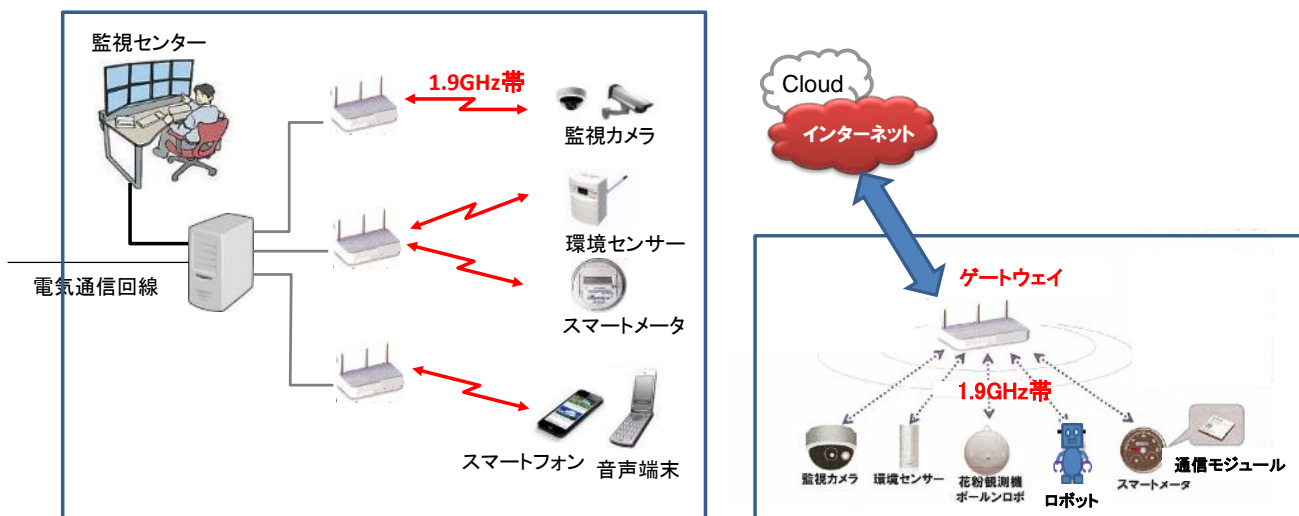 監視センター
1.9GHz帯
監視カメラ
環境センサー
電気通信回線
スマートメータ
スマートフォン
音声端末
Cloud
インターネット
ゲートウェイ
1.9GHz帯
監視カメラ
環境センサー
花粉観測機
ポールンロボ
ロボット
スマートメータ
通信モジュール